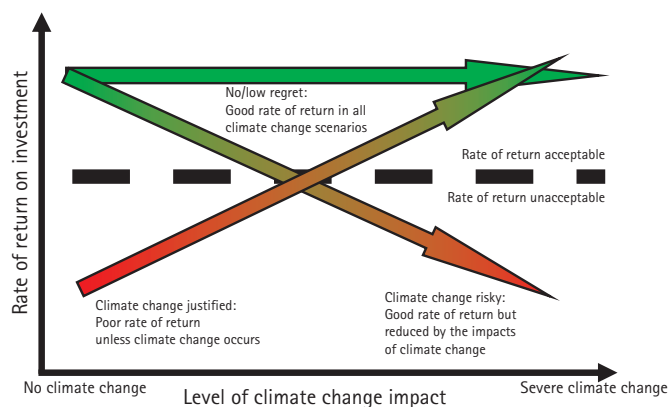 Rate of return on investment
No/low regret:
Good rate of return in all
climate change scenarios
Rate of return acceptable
Rate of return unacceptable
Climate change justified:
Poor rate of return
unless climate change occurs
Climate change risky:
Good rate of return but
reduced by the impacts
of climate change
No climate change
Level of climate change impact
Severe climate change